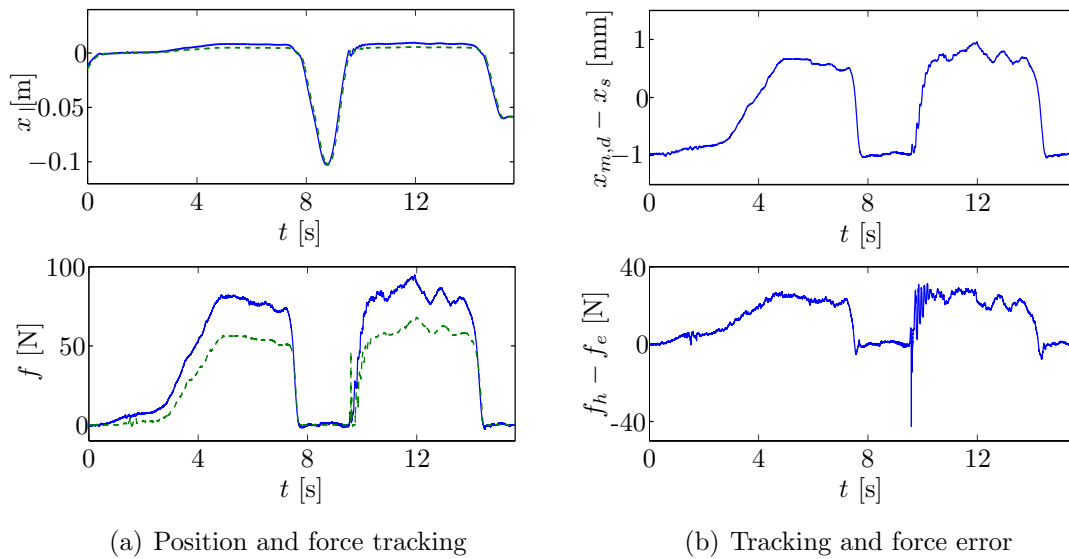 0
0.05
−0.1
x [m]
0 4 8 12
t [s]
100
50
0
f [N]
0 4 8 12
t [s]
(a) Position and force tracking
1
0
−1
x_{m,d} − x_s [mm]
0 4 8 12
t [s]
40
0
-40
f_h − f_e [N]
0 4 8 12
t [s]
(b) Tracking and force error